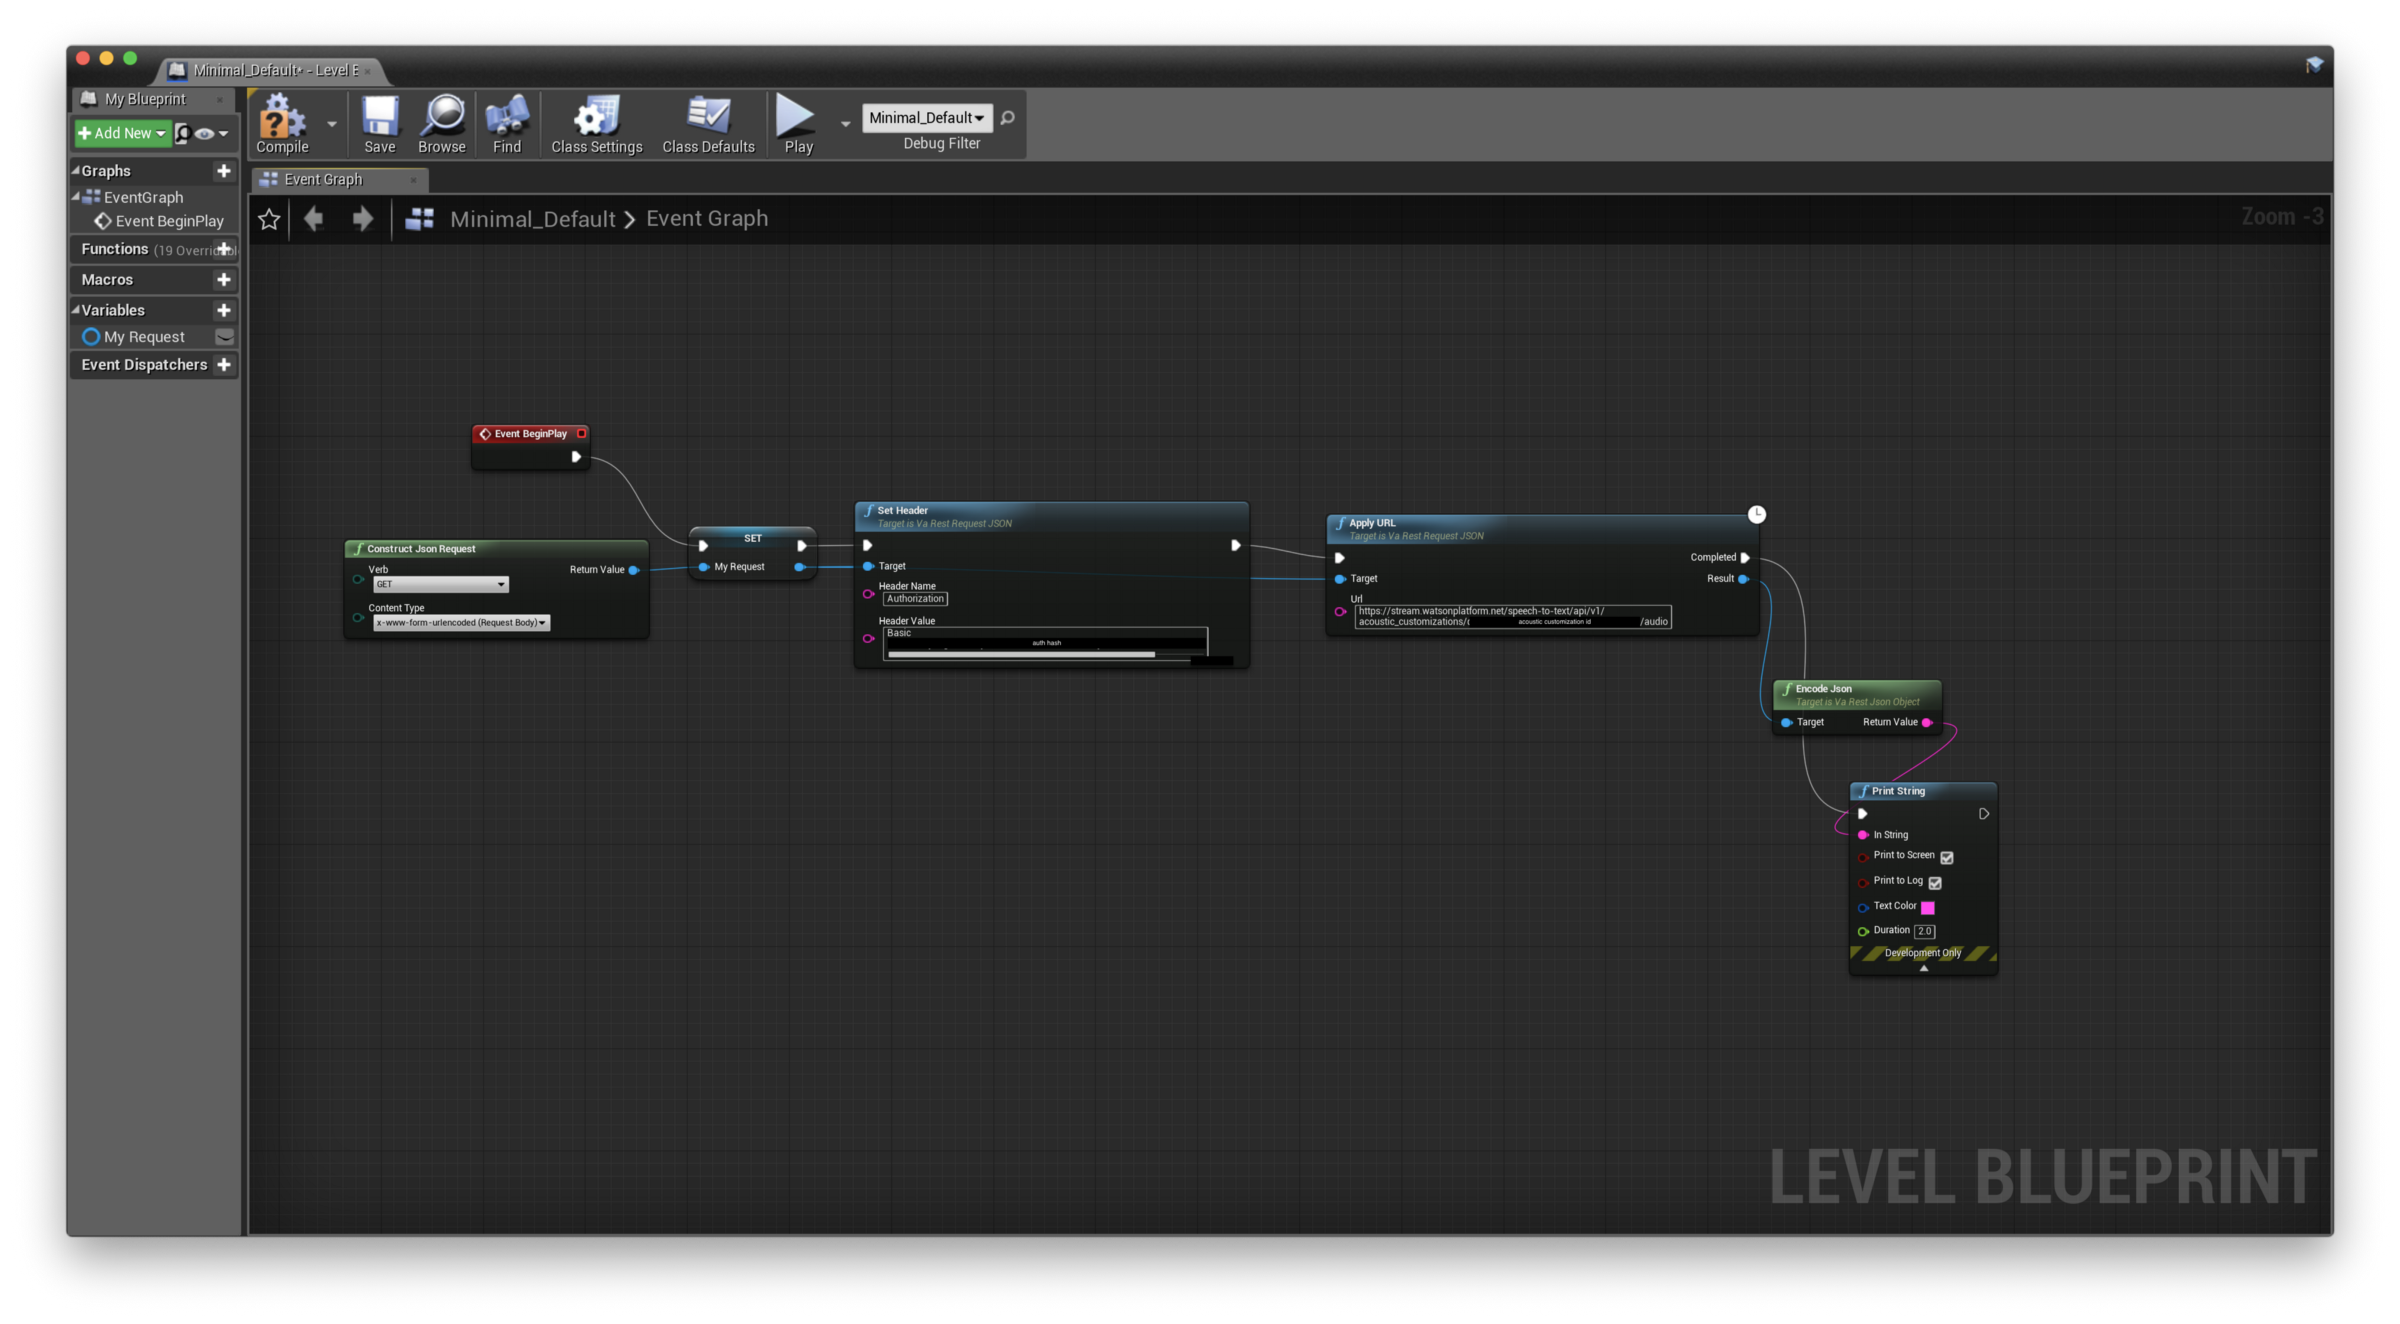 Minimal_Default* - Level E
My Blueprint
Add New
Compile
Save
Browse
Find
Class Settings
Class Defaults
Play
Minimal_Default
Debug Filter
Graphs
EventGraph
Event BeginPlay
Functions (19 Overridabl
Macros
Variables
My Request
Event Dispatchers
Event Graph
Minimal_Default > Event Graph
Zoom -3
Event BeginPlay
Construct Json Request
Verb
GET
Return Value
Content Type
x-www-form-urlencoded (Request Body)
SET
My Request
Set Header
Target is Va Rest Request JSON
Target
Header Name
Authorization
Header Value
Basic
auth hash
Apply URL
Target is Va Rest Request JSON
Completed
Target
Result
Url
https://stream.watsonplatform.net/speech-to-text/api/v1/
acoustic_customizations/ acoustic customization id /audio
Encode Json
Target is Va Rest Json Object
Target
Return Value
Print String
In String
Print to Screen
Print to Log
Text Color
Duration 2.0
Development Only
LEVEL BLUEPRINT